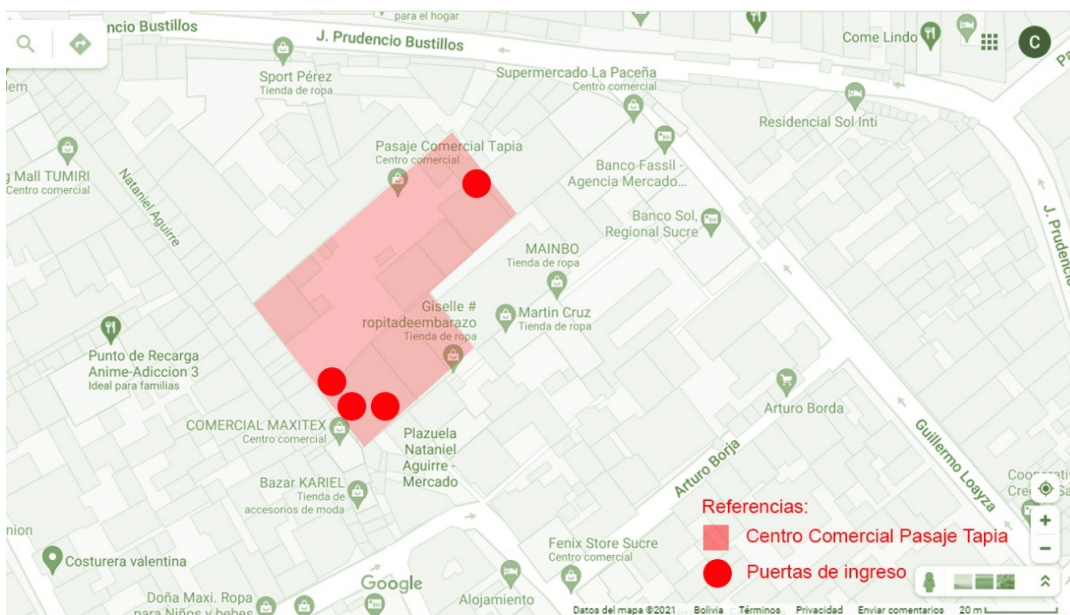 para el hogar
ncio Bustillos
J. Prudencio Bustillos
Come Lindo
C
Sport Pérez
Tienda de ropa
Supermercado La Paceña
Centro comercial
Residencial Sol Inti
Pasaje Comercial Tapia
Centro comercial
g Mall TUMIRI
Centro comercial
Nataniel Aguirre
Banco Fassil -
Agencia Mercado...
Banco Sol,
Regional Sucre
J. Prudencio
MAINBO
Tienda de ropa
Giselle #
ropitadeembarazo
Tienda de ropa
Martin Cruz
Tienda de ropa
Punto de Recarga
Anime-Adiccion 3
Ideal para familias
Arturo Borda
COMERCIAL MAXITEX
Centro comercial
Plazuela
Nataniel
Aguirre -
Mercado
Arturo Borja
Guillermo Loayza
Bazar KARIEL
Tienda de
accesorios de moda
Cooperativ
Referencias:
Centro Comercial Pasaje Tapia
Puertas de ingreso
nion
Costurera valentina
Fenix Store Sucre
Centro comercial
Google
Doña Maxi. Ropa
para Niños y bebes
Alojamiento
Datos del mapa ©2021 Bolivia Términos Privacidad Enviar comentarios 20 m